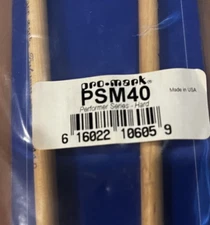 pro-mark®
PSM40
Performer Series - Hard
Made in USA
6 16022 10605 9